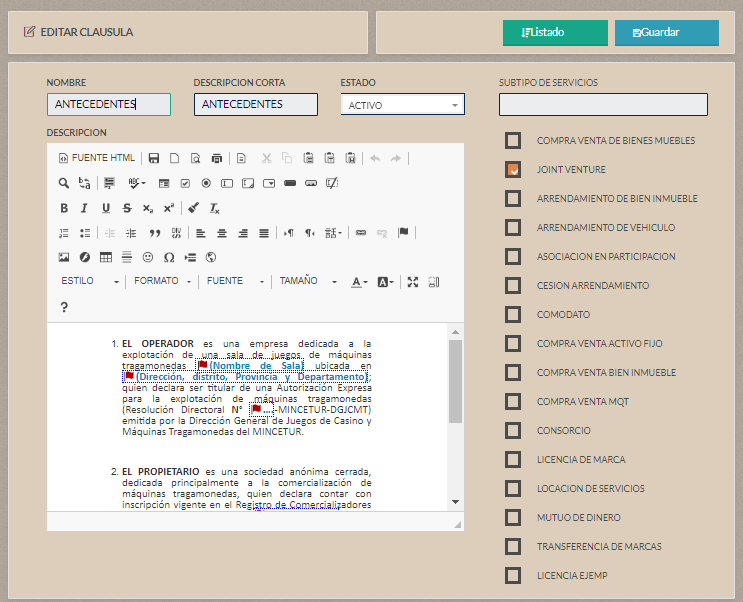 EDITAR CLAUSULA
Listado
Guardar
NOMBRE
DESCRIPCION CORTA
ESTADO
ANTECEDENTES
ANTECEDENTES
ACTIVO
DESCRIPCION
FUENTE HTML
ABC
B I U S x₂ x² Tx
DIV
ESTILO
FORMATO
FUENTE
TAMAÑO
A
A
?
1. EL OPERADOR es una empresa dedicada a la
explotación de una sala de juegos de máquinas
tragamonedas (Nombre de Sala) ubicada en
(Dirección, distrito, Provincia y Departamento),
quien declara ser titular de una Autorización Expresa
para la explotación de máquinas tragamonedas
(Resolución Directoral N° ....-MINCETUR-DGJCMT)
emitida por la Dirección General de Juegos de Casino y
Máquinas Tragamonedas del MINCETUR.
2. EL PROPIETARIO es una sociedad anónima cerrada,
dedicada principalmente a la comercialización de
máquinas tragamonedas, quien declara contar con
inscripción vigente en el Registro de Comercializadores
SUBTIPO DE SERVICIOS
COMPRA VENTA DE BIENES MUEBLES
JOINT VENTURE
ARRENDAMIENTO DE BIEN INMUEBLE
ARRENDAMIENTO DE VEHICULO
ASOCIACION EN PARTICIPACION
CESION ARRENDAMIENTO
COMODATO
COMPRA VENTA ACTIVO FIJO
COMPRA VENTA BIEN INMUEBLE
COMPRA VENTA MQT
CONSORCIO
LICENCIA DE MARCA
LOCACION DE SERVICIOS
MUTUO DE DINERO
TRANSFERENCIA DE MARCAS
LICENCIA EJEMP